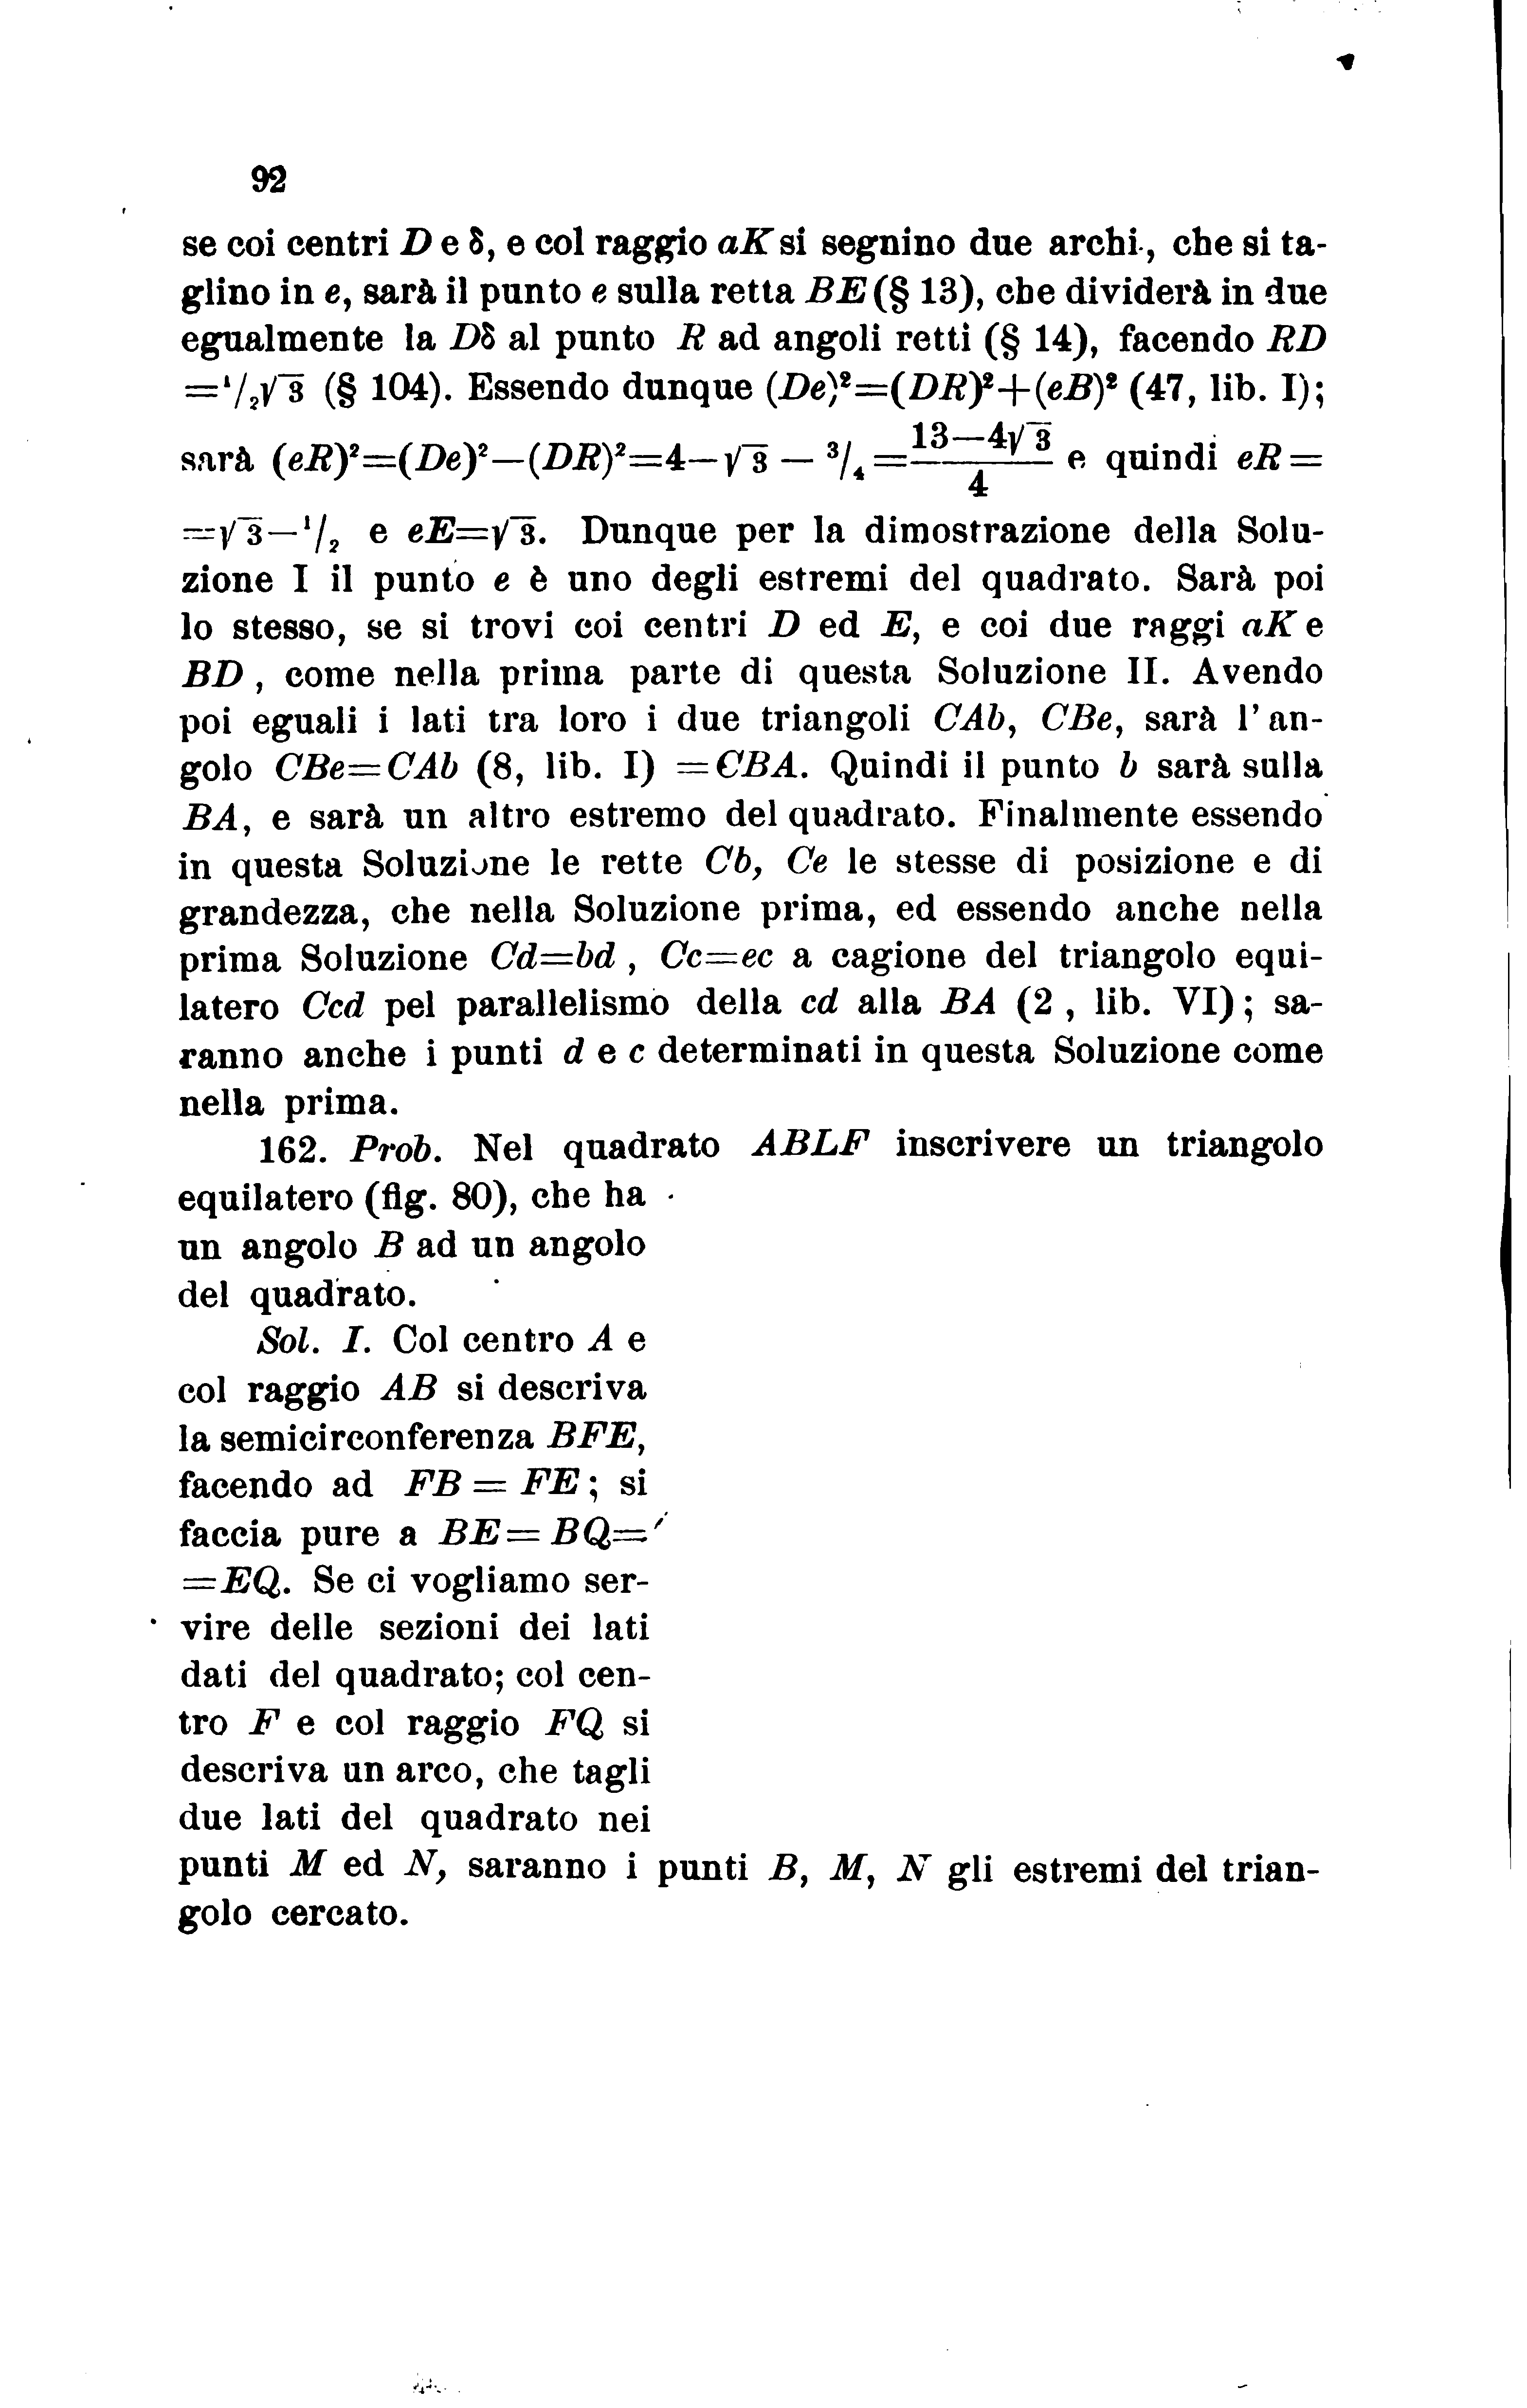 92
se coi centri D e δ, e col raggio aK si segnino due archi, che si ta-
glino in e, sarà il punto e sulla retta BE (§ 13), che dividerà in due
egualmente la Dδ al punto R ad angoli retti (§ 14), facendo RD
=1/2√3 (§ 104). Essendo dunque (De)²=(DR)²+(eB)² (47, lib. I);
sarà (eR)²=(De)²—(DR)²=4—√3 — 3/4=(13—4√3)/4 e quindi eR=
=√3—1/2 e eE=√3. Dunque per la dimostrazione della Solu-
zione I il punto e è uno degli estremi del quadrato. Sarà poi
lo stesso, se si trovi coi centri D ed E, e coi due raggi aK e
BD , come nella prima parte di questa Soluzione II. Avendo
poi eguali i lati tra loro i due triangoli CAb, CBe, sarà l'an-
golo CBe=CAb (8, lib. I) =CBA. Quindi il punto b sarà sulla
BA, e sarà un altro estremo del quadrato. Finalmente essendo
in questa Soluzione le rette Cb, Ce le stesse di posizione e di
grandezza, che nella Soluzione prima, ed essendo anche nella
prima Soluzione Cd=bd , Cc=ec a cagione del triangolo equi-
latero Ccd pel parallelismo della cd alla BA (2 , lib. VI); sa-
ranno anche i punti d e c determinati in questa Soluzione come
nella prima.
162. Prob. Nel quadrato ABLF inscrivere un triangolo
equilatero (fig. 80), che ha
un angolo B ad un angolo
del quadrato.
Sol. I. Col centro A e
col raggio AB si descriva
la semicirconferenza BFE,
facendo ad FB = FE; si
faccia pure a BE=BQ=
=EQ. Se ci vogliamo ser-
vire delle sezioni dei lati
dati del quadrato; col cen-
tro F e col raggio FQ si
descriva un arco, che tagli
due lati del quadrato nei
punti M ed N, saranno i punti B, M, N gli estremi del trian-
golo cercato.